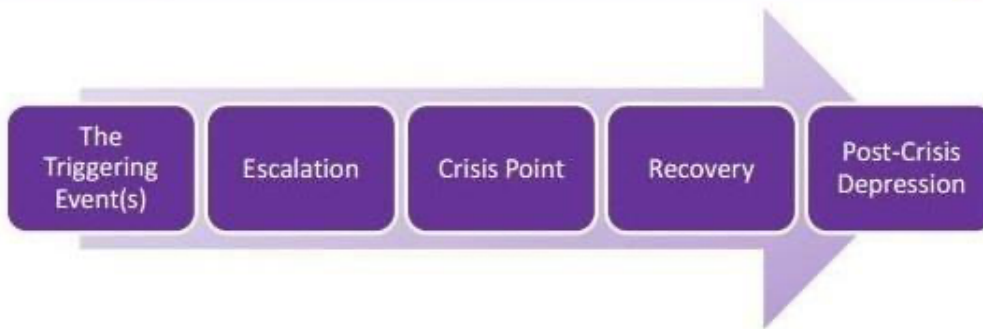 The
Triggering
Event(s)
Escalation
Crisis Point
Recovery
Post-Crisis
Depression